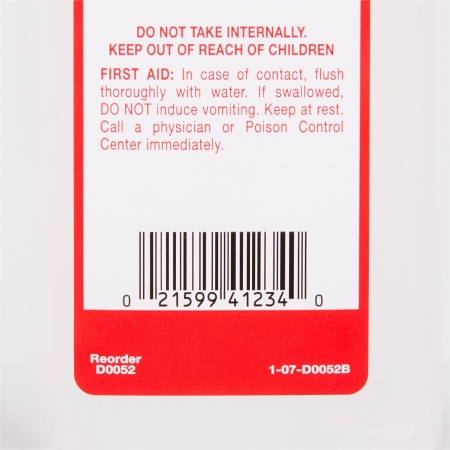 DO NOT TAKE INTERNALLY.
KEEP OUT OF REACH OF CHILDREN
FIRST AID: In case of contact, flush
thoroughly with water. If swallowed,
DO NOT induce vomiting. Keep at rest.
Call a physician or Poison Control
Center immediately.
0 21599 41234 0
Reorder
D0052
1-07-D0052B